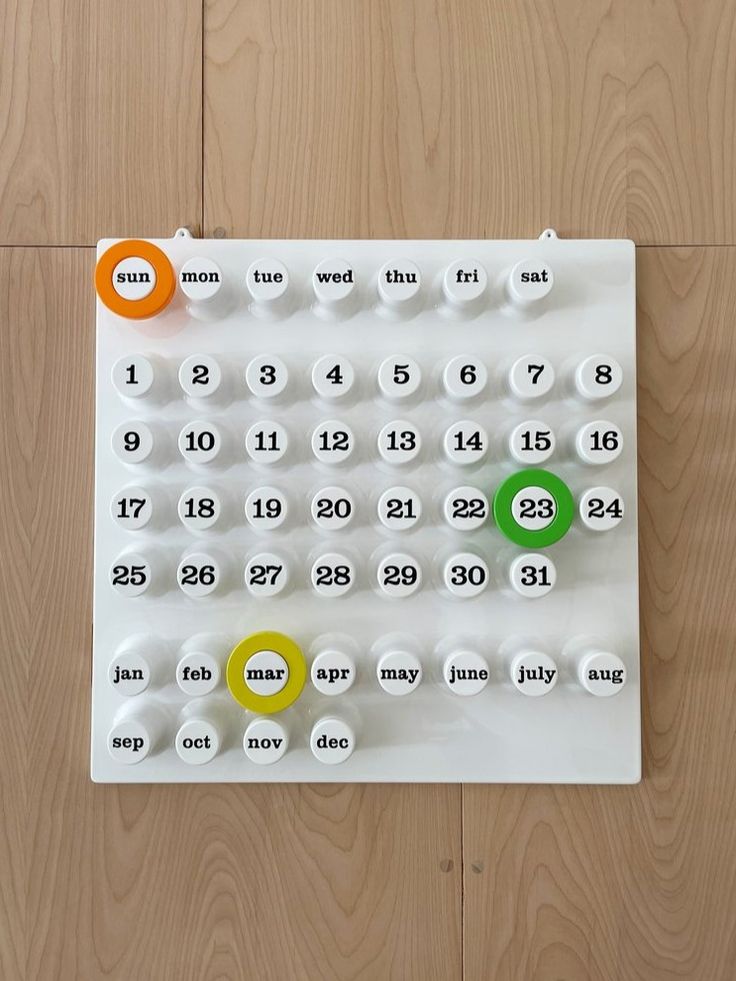 sun mon tue wed thu fri sat
1 2 3 4 5 6 7 8
9 10 11 12 13 14 15 16
17 18 19 20 21 22 23 24
25 26 27 28 29 30 31
jan feb mar apr may june july aug
sep oct nov dec